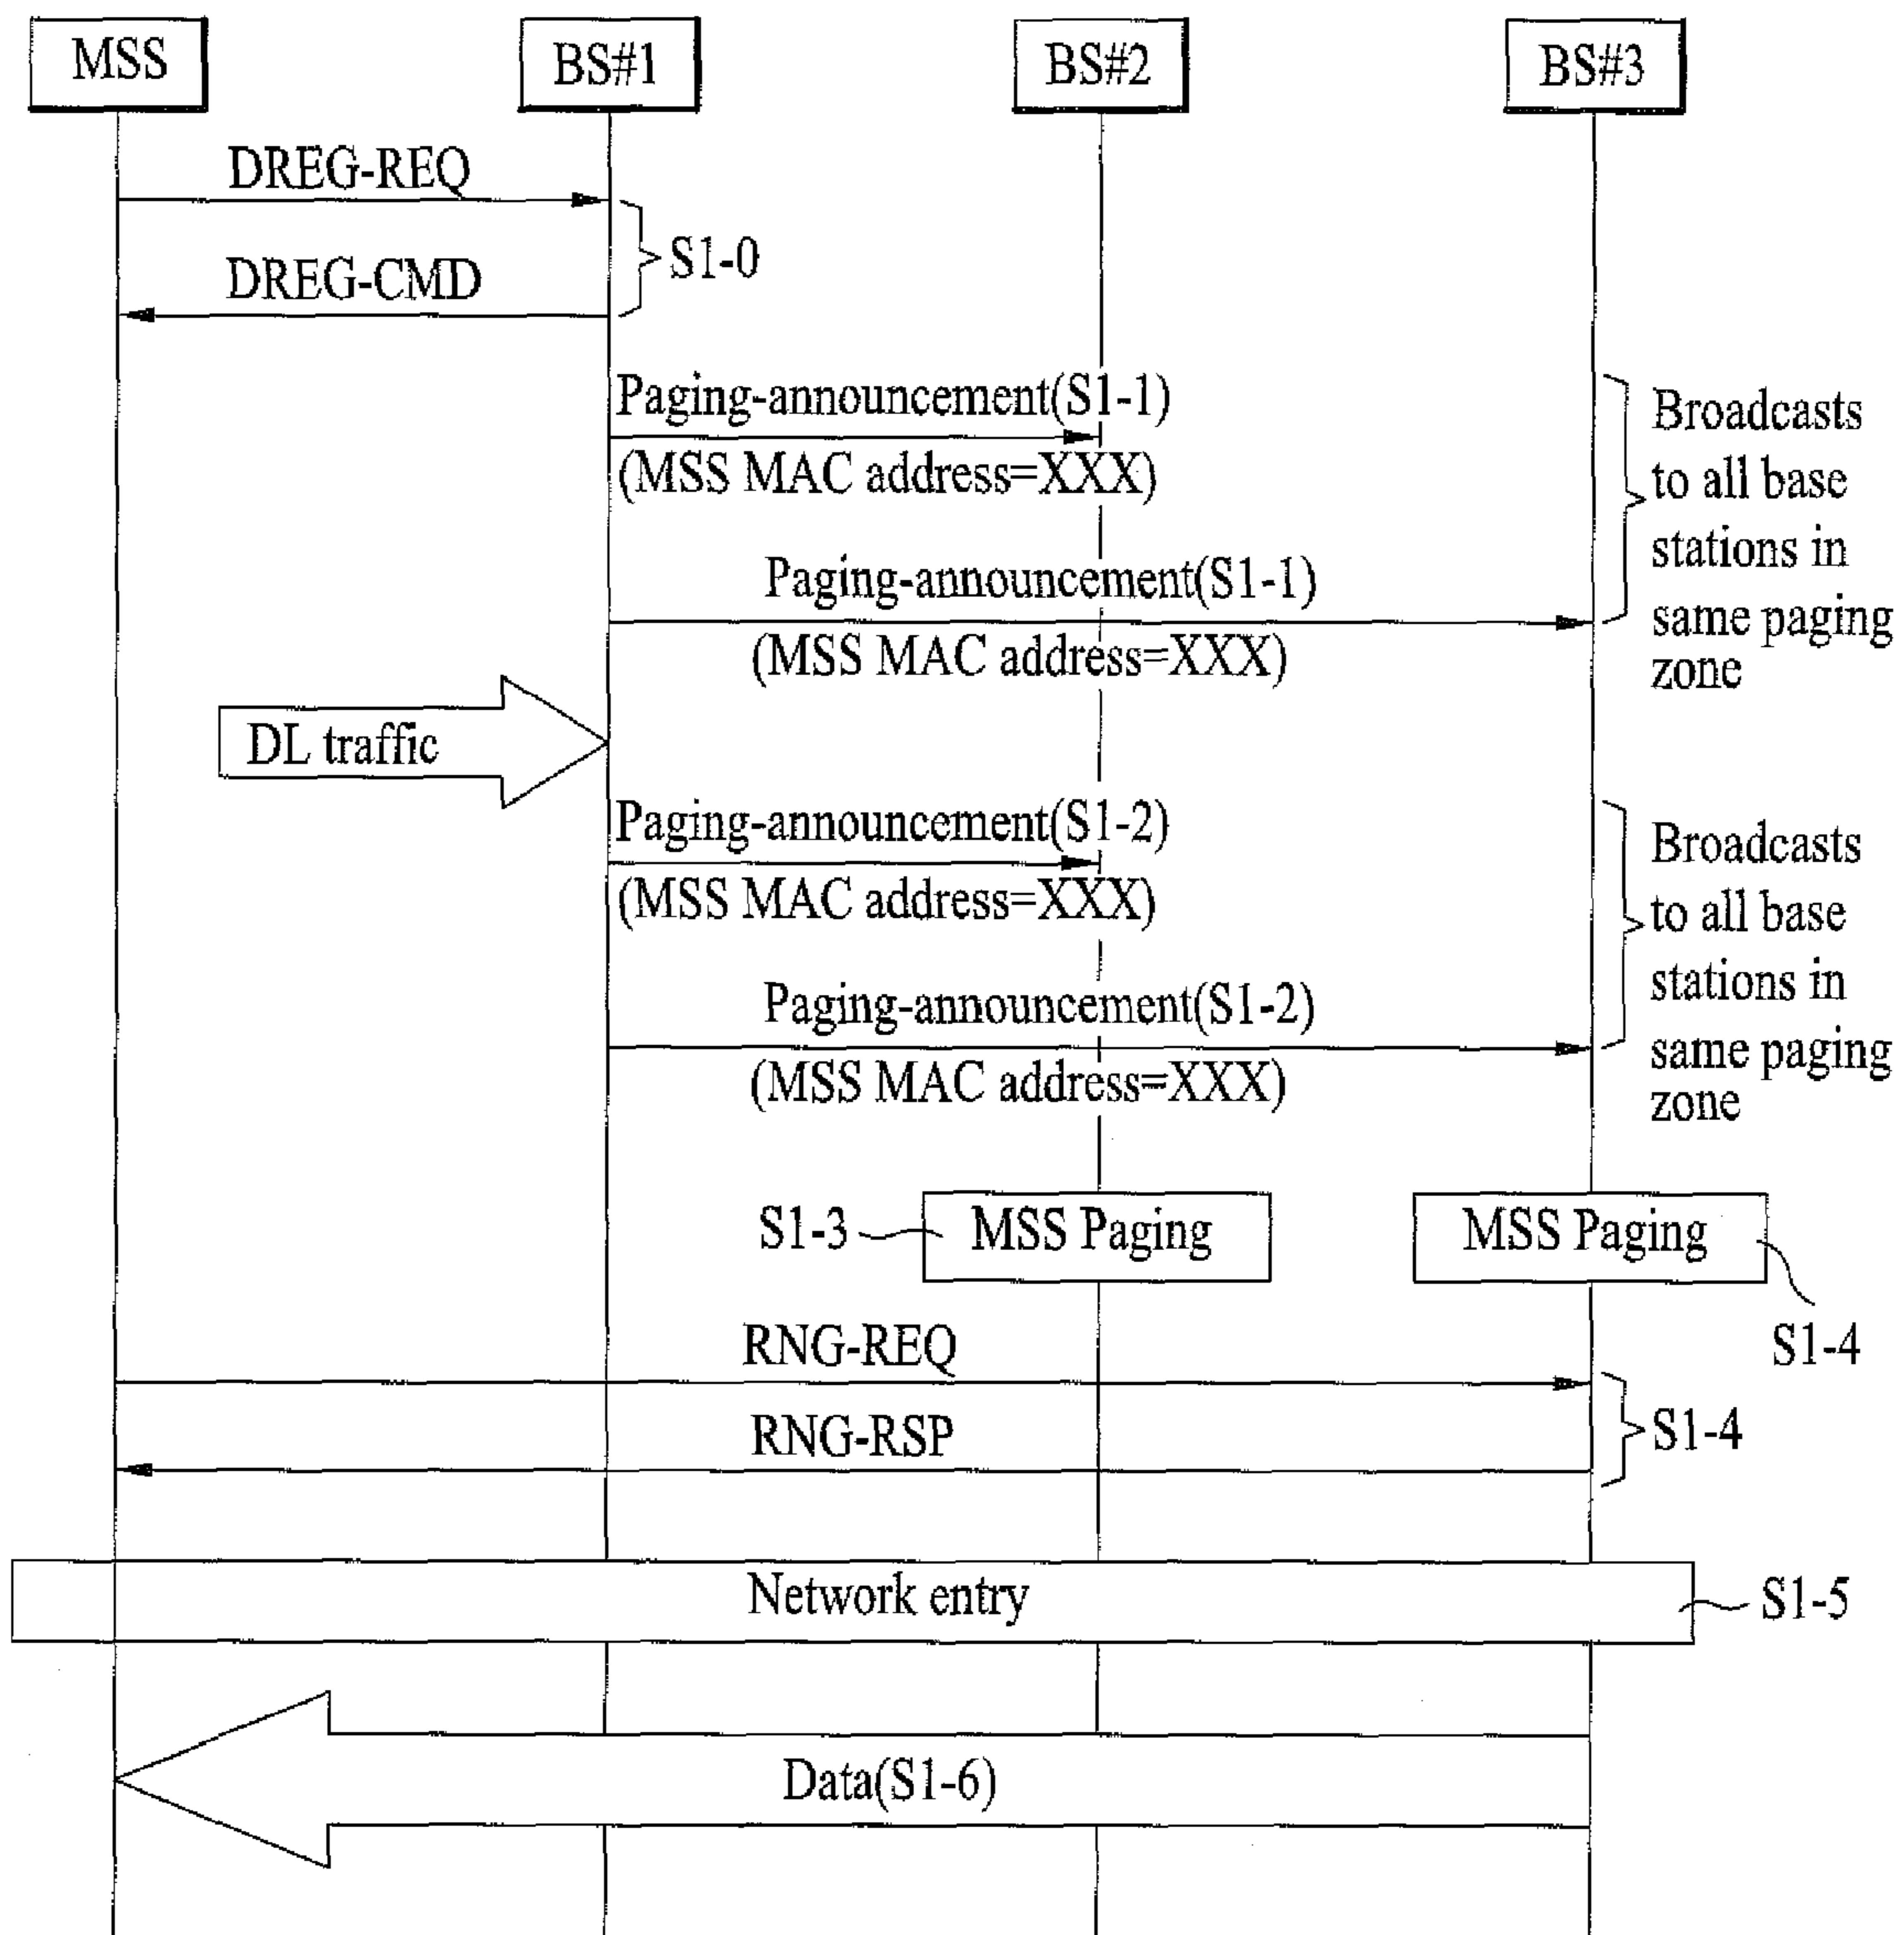 MSS
BS#1
BS#2
BS#3
DREG-REQ
S1-0
DREG-CMD
Paging-announcement(S1-1)
(MSS MAC address=XXX)
Paging-announcement(S1-1)
(MSS MAC address=XXX)
Broadcasts
to all base
stations in
same paging
zone
DL traffic
Paging-announcement(S1-2)
(MSS MAC address=XXX)
Paging-announcement(S1-2)
(MSS MAC address=XXX)
Broadcasts
to all base
stations in
same paging
zone
S1-3
MSS Paging
MSS Paging
S1-4
RNG-REQ
RNG-RSP
S1-4
Network entry
S1-5
Data(S1-6)